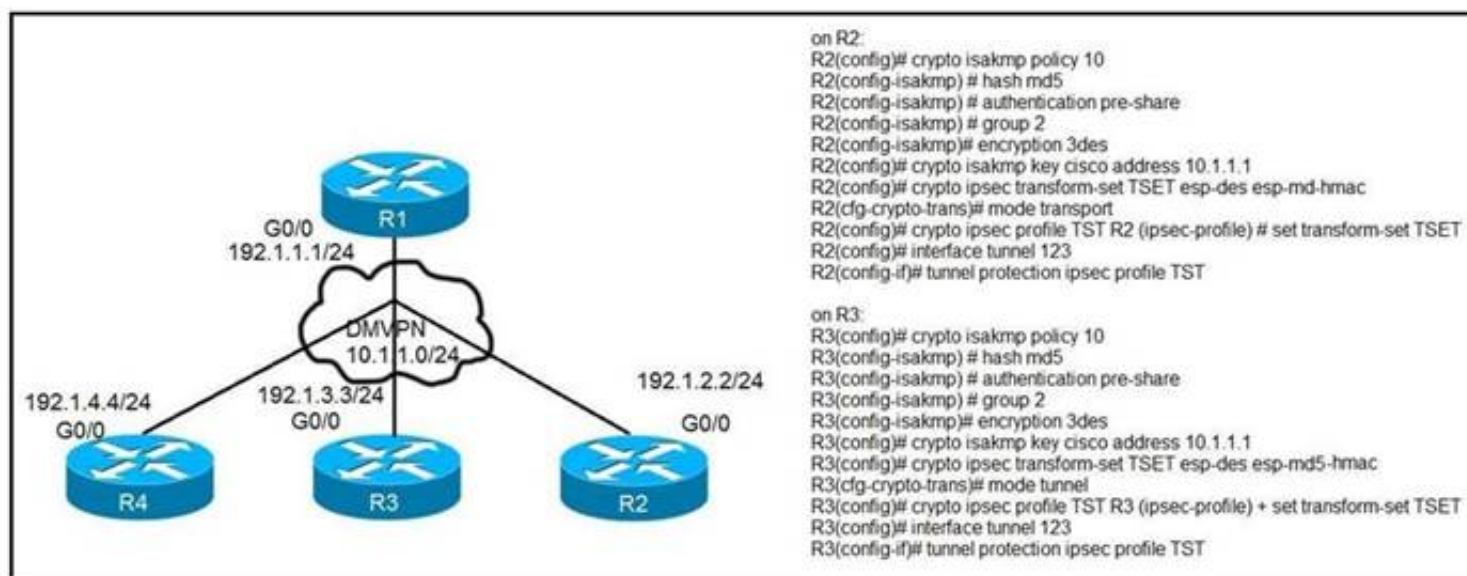 R1
G0/0
192.1.1.1/24
DMVPN
10.1.1.0/24
192.1.4.4/24
G0/0
192.1.3.3/24
G0/0
192.1.2.2/24
G0/0
R4
R3
R2
on R2:
R2(config)# crypto isakmp policy 10
R2(config-isakmp) # hash md5
R2(config-isakmp) # authentication pre-share
R2(config-isakmp) # group 2
R2(config-isakmp)# encryption 3des
R2(config)# crypto isakmp key cisco address 10.1.1.1
R2(config)# crypto ipsec transform-set TSET esp-des esp-md-hmac
R2(cfg-crypto-trans)# mode transport
R2(config)# crypto ipsec profile TST R2 (ipsec-profile) # set transform-set TSET
R2(config)# interface tunnel 123
R2(config-if)# tunnel protection ipsec profile TST
on R3:
R3(config)# crypto isakmp policy 10
R3(config-isakmp) # hash md5
R3(config-isakmp) # authentication pre-share
R3(config-isakmp) # group 2
R3(config-isakmp)# encryption 3des
R3(config)# crypto isakmp key cisco address 10.1.1.1
R3(config)# crypto ipsec transform-set TSET esp-des esp-md5-hmac
R3(cfg-crypto-trans)# mode tunnel
R3(config)# crypto ipsec profile TST R3 (ipsec-profile) + set transform-set TSET
R3(config)# interface tunnel 123
R3(config-if)# tunnel protection ipsec profile TST